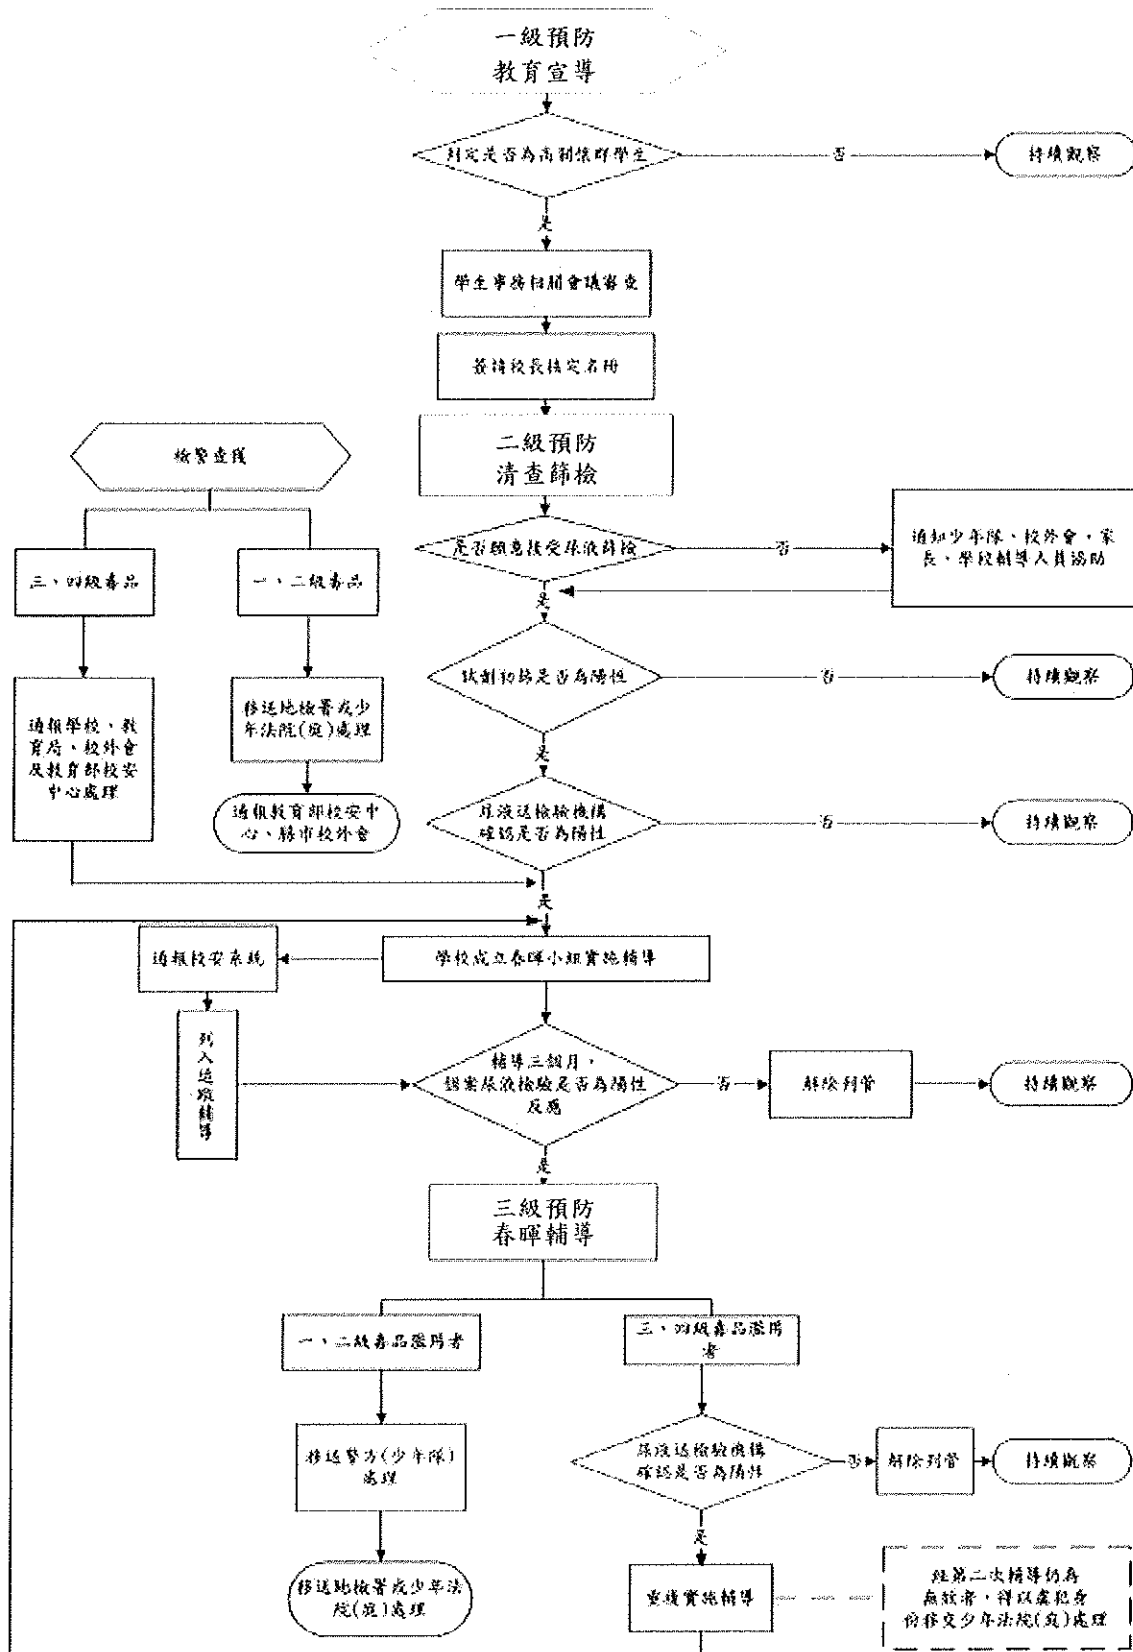 一級預防
教育宣導
判定是否為高關懷群學生
否
持續觀察
是
學生事務相關會議審查
簽請校長核定名冊
二級預防
清查篩檢
檢警查獲
是否願意接受尿液篩檢
否
通知少年隊、校外會、家
長、學校輔導人員協助
三、四級毒品
一、二級毒品
是
試劑初篩是否為陽性
否
持續觀察
通報學校、教
育局、校外會
及教育部校安
中心處理
移送地檢署或少
年法院(庭)處理
是
通報教育部校安中
心、縣市校外會
尿液送檢驗機構
確認是否為陽性
否
持續觀察
是
通報校安系統
學校成立春暉小組實施輔導
列
入
追
蹤
輔
導
輔導三個月，
個案尿液檢驗是否為陽性
反應
否
解除列管
持續觀察
是
三級預防
春暉輔導
一、二級毒品濫用者
三、四級毒品濫用
者
移送警方(少年隊)
處理
尿液送檢驗機構
確認是否為陽性
否
解除列管
持續觀察
是
移送地檢署或少年法
院(庭)處理
重複實施輔導
經第二次輔導仍為
無效者，得以虞犯身
份移交少年法院(庭)處理